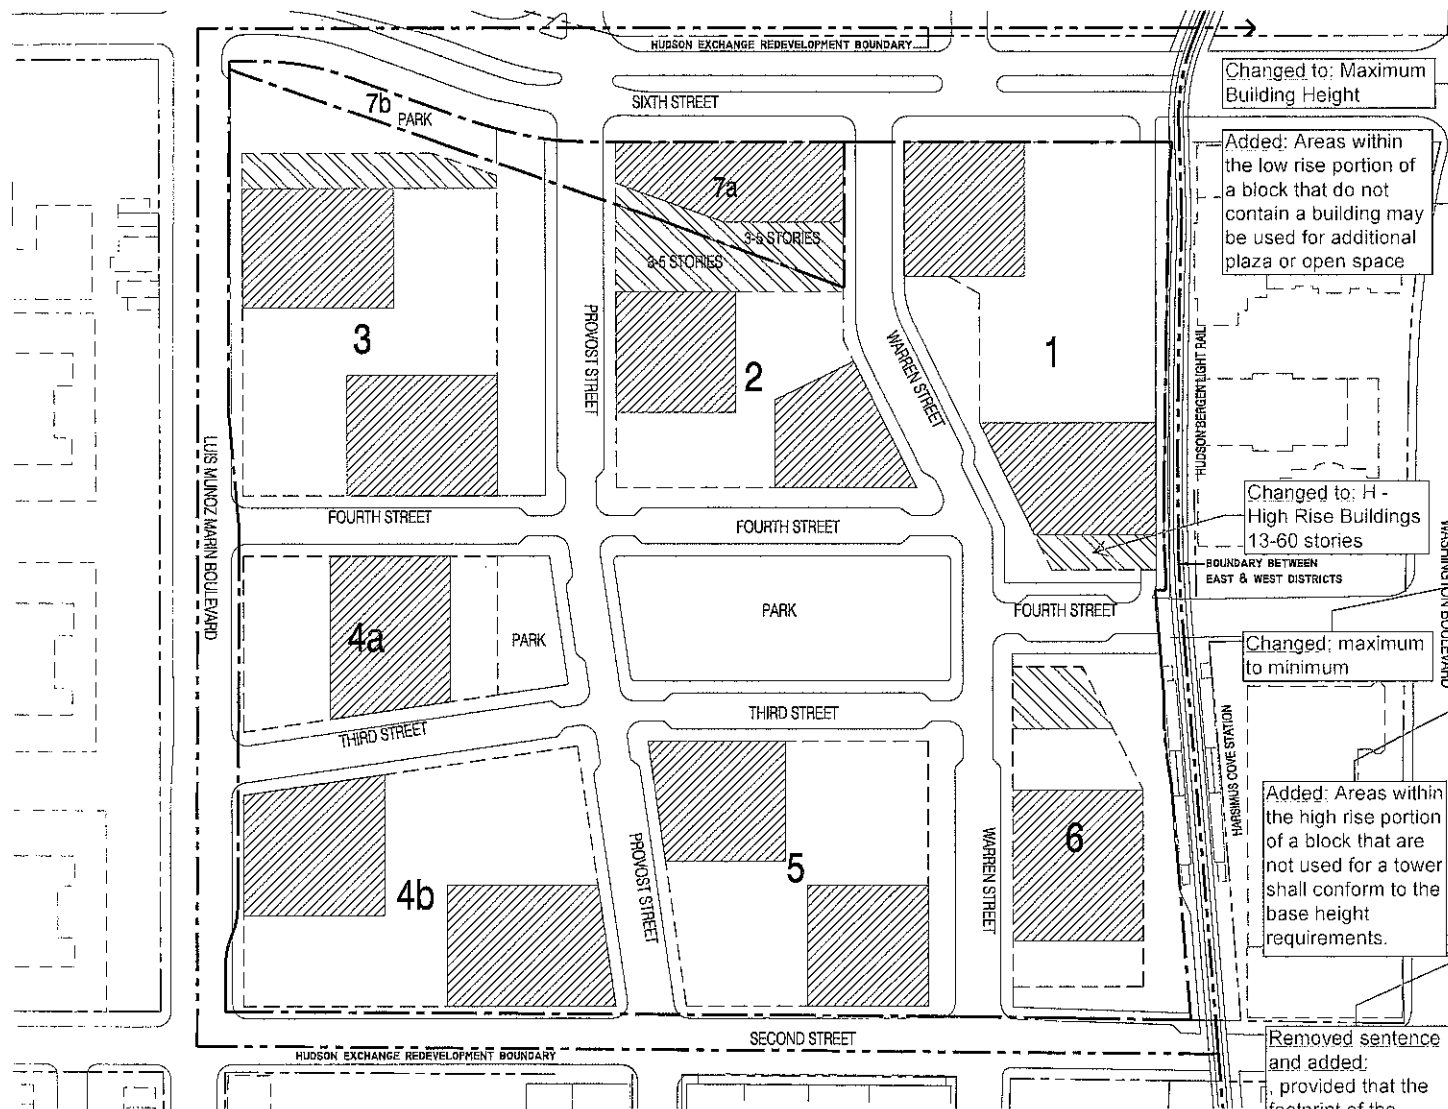 HUDSON EXCHANGE REDEVELOPMENT BOUNDARY
SIXTH STREET
7b
PARK
7a
3-5 STORIES
3-5 STORIES
3
2
1
PROVOST STREET
WARREN STREET
HUDSON BERGEN LIGHT RAIL
LUIS MUNOZ MARIN BOULEVARD
Changed to: Maximum
Building Height
Added: Areas within
the low rise portion of
a block that do not
contain a building may
be used for additional
plaza or open space
FOURTH STREET
FOURTH STREET
Changed to: H -
High Rise Buildings
13-60 stories
BOUNDARY BETWEEN
EAST & WEST DISTRICTS
WASHINGTON BOULEVARD
4a
PARK
PARK
FOURTH STREET
Changed: maximum
to minimum
THIRD STREET
THIRD STREET
HARSIMUS COVE STATION
4b
PROVOST STREET
5
WARREN STREET
6
Added: Areas within
the high rise portion
of a block that are
not used for a tower
shall conform to the
base height
requirements.
SECOND STREET
HUDSON EXCHANGE REDEVELOPMENT BOUNDARY
Removed sentence
and added:
, provided that the
footprint of the